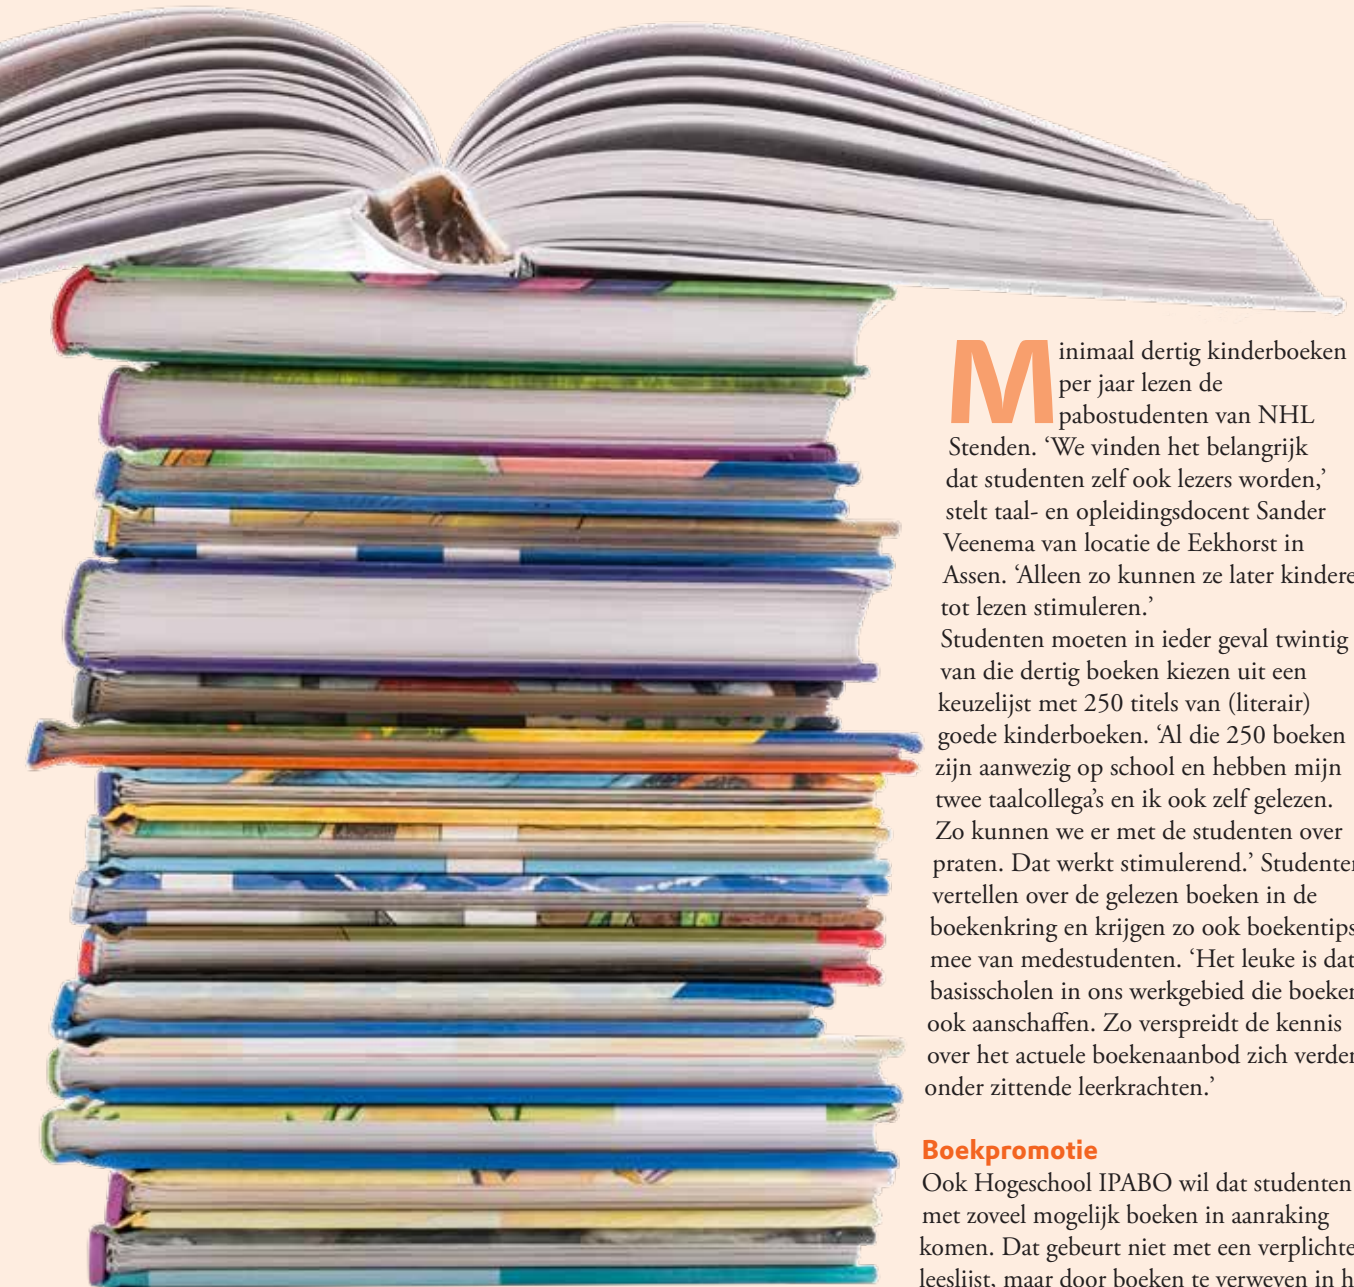 Minimaal dertig kinderboeken
per jaar lezen de
pabostudenten van NHL
Stenden. ‘We vinden het belangrijk
dat studenten zelf ook lezers worden,’
stelt taal- en opleidingsdocent Sander
Veenema van locatie de Eekhorst in
Assen. ‘Alleen zo kunnen ze later kindere
tot lezen stimuleren.’
Studenten moeten in ieder geval twintig
van die dertig boeken kiezen uit een
keuzelijst met 250 titels van (literair)
goede kinderboeken. ‘Al die 250 boeken
zijn aanwezig op school en hebben mijn
twee taalcollega’s en ik ook zelf gelezen.
Zo kunnen we er met de studenten over
praten. Dat werkt stimulerend.’ Studenten
vertellen over de gelezen boeken in de
boekenkring en krijgen zo ook boekentips
mee van medestudenten. ‘Het leuke is dat
basisscholen in ons werkgebied die boeken
ook aanschaffen. Zo verspreidt de kennis
over het actuele boekenaanbod zich verder
onder zittende leerkrachten.’
Boekpromotie
Ook Hogeschool IPABO wil dat studenten
met zoveel mogelijk boeken in aanraking
komen. Dat gebeurt niet met een verplichte
leeslijst, maar door boeken te verweven in h